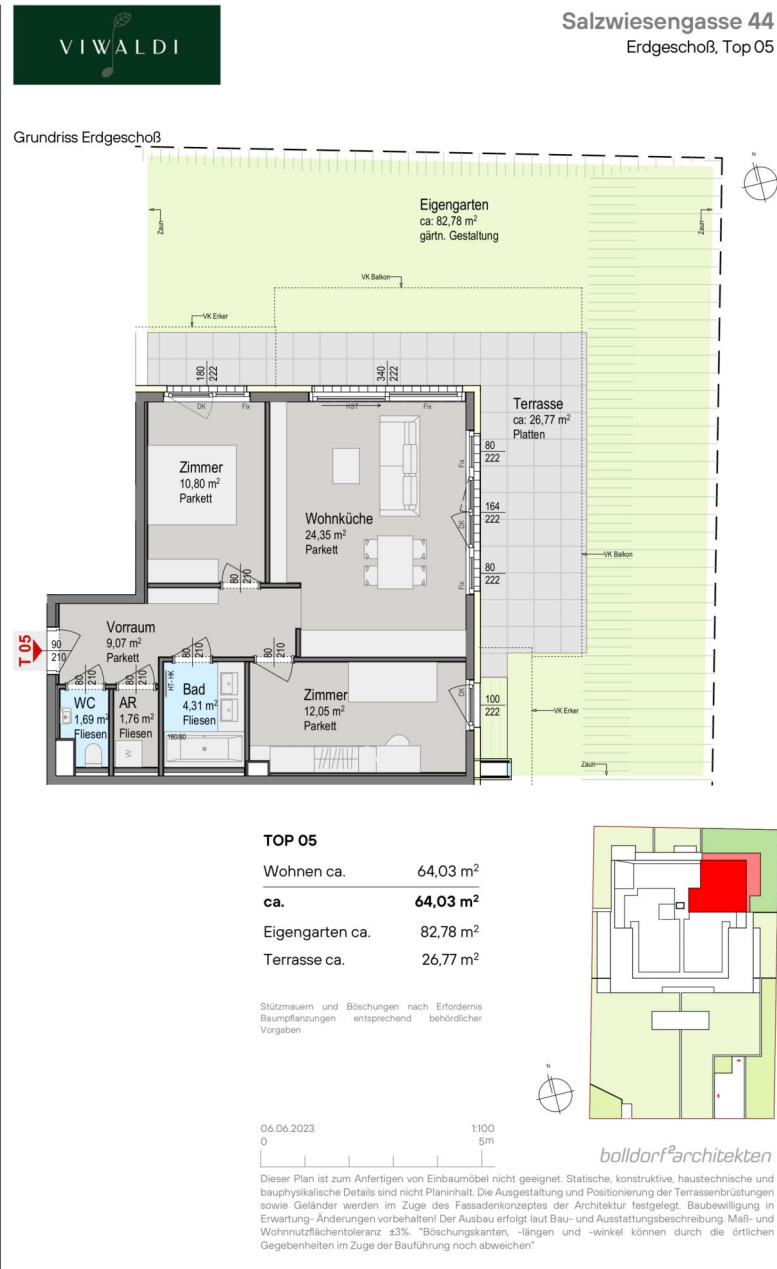 VIWALDI
Salzwiesengasse 44
Erdgeschoß, Top 05
Grundriss Erdgeschoß
N
Eigengarten
ca: 82,78 m²
gärtn. Gestaltung
Zaun
Zaun
VK Balkon
VK Erker
180
222
340
222
DK
Fix
HST
Fix
Terrasse
ca: 26,77 m²
Platten
Zimmer
10,80 m²
Parkett
Wohnküche
24,35 m²
Parkett
Fix
80
222
164
222
DK
80
222
Fix
VK Balkon
80
210
Vorraum
9,07 m²
Parkett
T 05
90
210
80
210
80
210
80
210
80
210
WC
1,69 m²
Fliesen
AR
1,76 m²
Fliesen
W
HT-HK
Bad
4,31 m²
Fliesen
180/80
Zimmer
12,05 m²
Parkett
DK
100
222
VK Erker
Zaun
TOP 05
Wohnen ca. 64,03 m²
ca. 64,03 m²
Eigengarten ca. 82,78 m²
Terrasse ca. 26,77 m²
Stützmauern und Böschungen nach Erfordernis
Baumpflanzungen entsprechend behördlicher
Vorgaben
N
06.06.2023 1:100
0 5m
bolldorf²architekten
Dieser Plan ist zum Anfertigen von Einbaumöbel nicht geeignet. Statische, konstruktive, haustechnische und
bauphysikalische Details sind nicht Planinhalt. Die Ausgestaltung und Positionierung der Terrassenbrüstungen
sowie Geländer werden im Zuge des Fassadenkonzeptes der Architektur festgelegt. Baubewilligung in
Erwartung- Änderungen vorbehalten! Der Ausbau erfolgt laut Bau- und Ausstattungsbeschreibung. Maß- und
Wohnnutzflächentoleranz ±3%. "Böschungskanten, -längen und -winkel können durch die örtlichen
Gegebenheiten im Zuge der Bauführung noch abweichen"